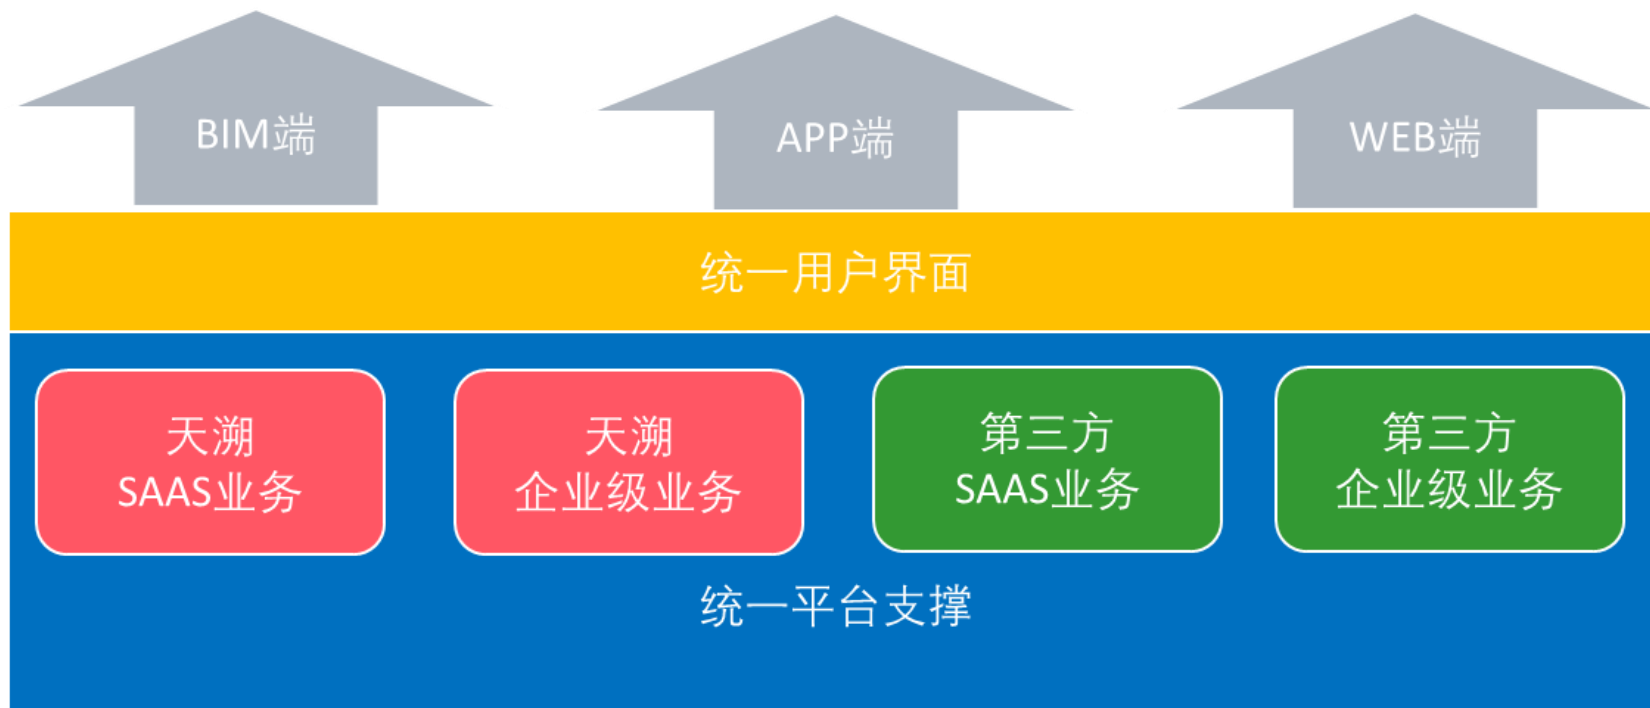 BIM端
APP端
WEB端
统一用户界面
天溯
SAAS业务
天溯
企业级业务
第三方
SAAS业务
第三方
企业级业务
统一平台支撑